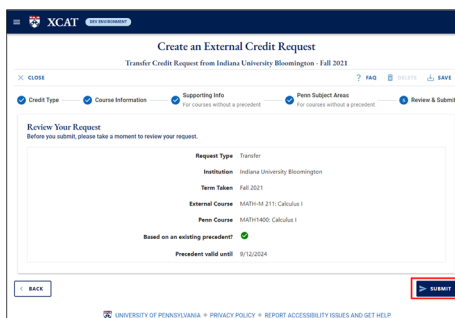 XCAT DEV ENVIRONMENT
Create an External Credit Request
Transfer Credit Request from Indiana University Bloomington - Fall 2021
CLOSE
? FAQ DELETE SAVE
Credit Type
Course Information
Supporting Info
For courses without a precedent
Penn Subject Areas
For courses without a precedent
5 Review & Submit
Review Your Request
Before you submit, please take a moment to review your request.
Request Type Transfer
Institution Indiana University Bloomington
Term Taken Fall 2021
External Course MATH-M 211: Calculus I
Penn Course MATH1400: Calculus I
Based on an existing precedent?
Precedent valid until 9/12/2024
< BACK
SUBMIT
UNIVERSITY OF PENNSYLVANIA PRIVACY POLICY REPORT ACCESSIBILITY ISSUES AND GET HELP